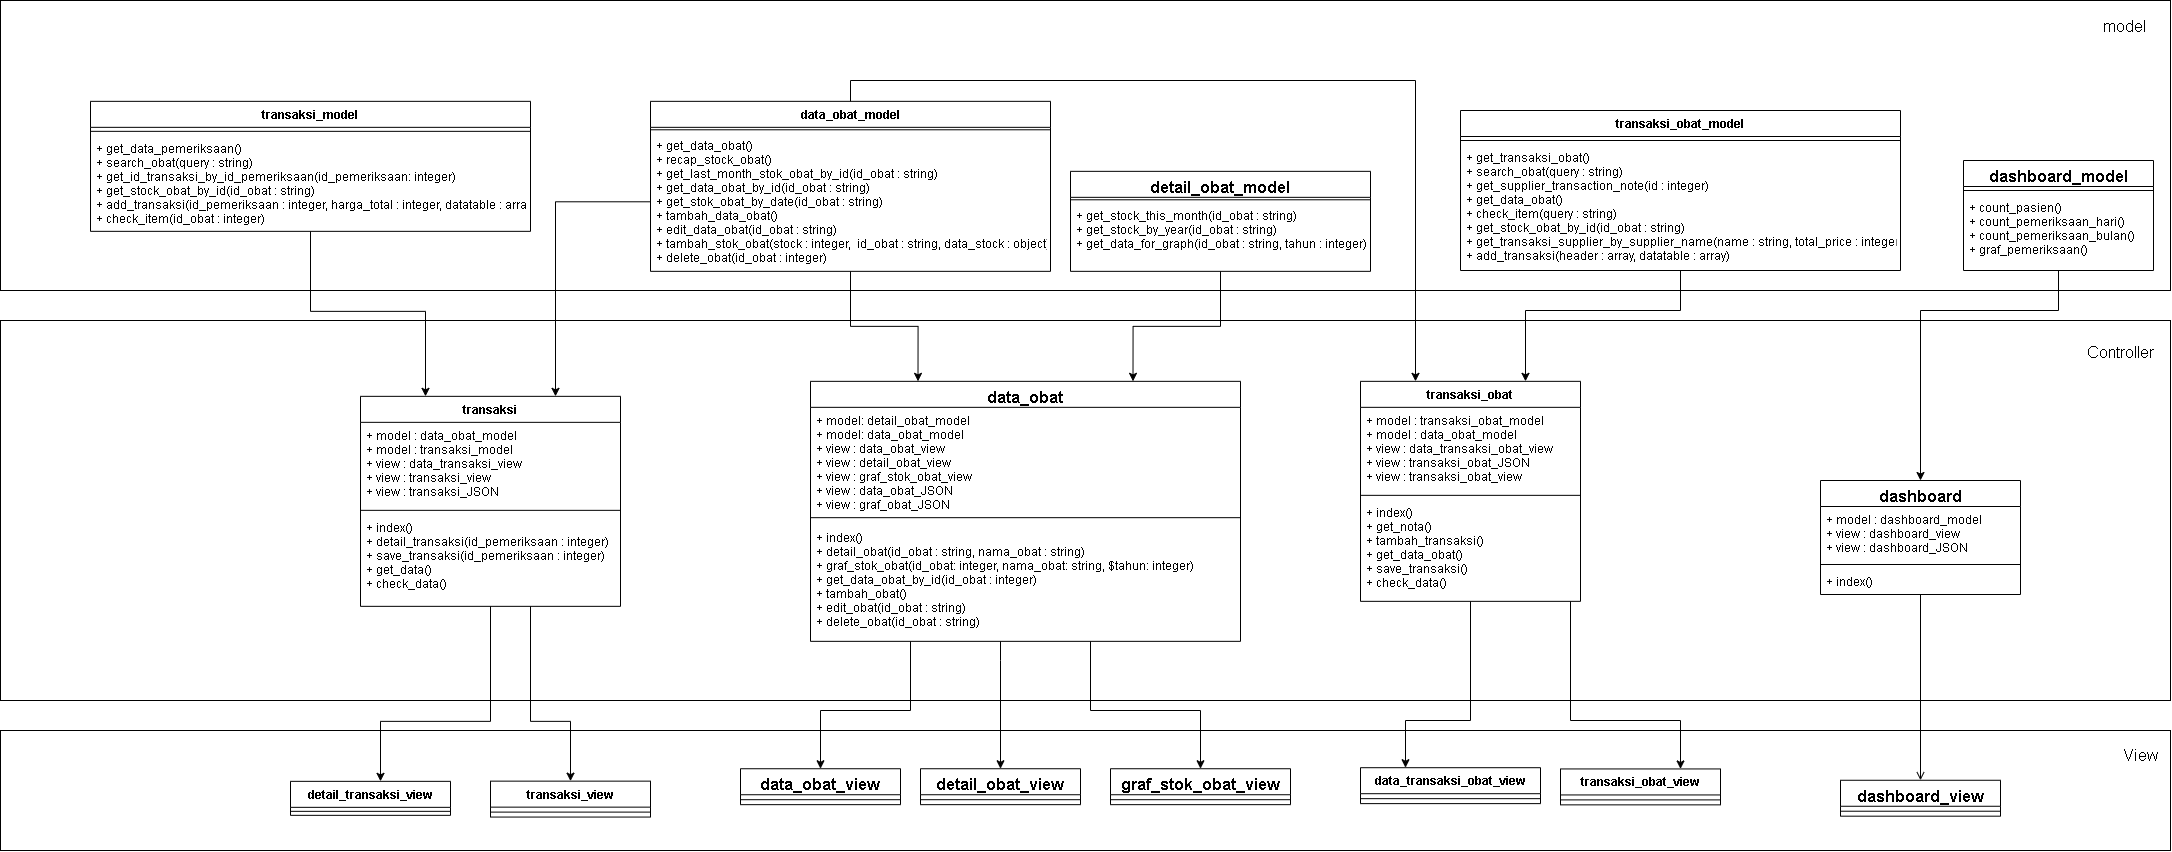 model
transaksi_model
+ get_data_pemeriksaan()
+ search_obat(query : string)
+ get_id_transaksi_by_id_pemeriksaan(id_pemeriksaan: integer)
+ get_stock_obat_by_id(id_obat : string)
+ add_transaksi(id_pemeriksaan : integer, harga_total : integer, datatable : arra
+ check_item(id_obat : integer)
data_obat_model
+ get_data_obat()
+ recap_stock_obat()
+ get_last_month_stok_obat_by_id(id_obat : string)
+ get_data_obat_by_id(id_obat : string)
+ get_stok_obat_by_date(id_obat : string)
+ tambah_data_obat()
+ edit_data_obat(id_obat : string)
+ tambah_stok_obat(stock : integer,  id_obat : string, data_stock : object
+ delete_obat(id_obat : integer)
detail_obat_model
+ get_stock_this_month(id_obat : string)
+ get_stock_by_year(id_obat : string)
+ get_data_for_graph(id_obat : string, tahun : integer)
transaksi_obat_model
+ get_transaksi_obat()
+ search_obat(query : string)
+ get_supplier_transaction_note(id : integer)
+ get_data_obat()
+ check_item(query : string)
+ get_stock_obat_by_id(id_obat : string)
+ get_transaksi_supplier_by_supplier_name(name : string, total_price : intege
+ add_transaksi(header : array, datatable : array)
dashboard_model
+ count_pasien()
+ count_pemeriksaan_hari()
+ count_pemeriksaan_bulan()
+ graf_pemeriksaan()
Controller
transaksi
+ model : data_obat_model
+ model : transaksi_model
+ view : data_transaksi_view
+ view : transaksi_view
+ view : transaksi_JSON
+ index()
+ detail_transaksi(id_pemeriksaan : integer)
+ save_transaksi(id_pemeriksaan : integer)
+ get_data()
+ check_data()
data_obat
+ model: detail_obat_model
+ model: data_obat_model
+ view : data_obat_view
+ view : detail_obat_view
+ view : graf_stok_obat_view
+ view : data_obat_JSON
+ view : graf_obat_JSON
+ index()
+ detail_obat(id_obat : string, nama_obat : string)
+ graf_stok_obat(id_obat: integer, nama_obat: string, $tahun: integer)
+ get_data_obat_by_id(id_obat : integer)
+ tambah_obat()
+ edit_obat(id_obat : string)
+ delete_obat(id_obat : string)
transaksi_obat
+ model : transaksi_obat_model
+ model : data_obat_model
+ view : data_transaksi_obat_view
+ view : transaksi_obat_JSON
+ view : transaksi_obat_view
+ index()
+ get_nota()
+ tambah_transaksi()
+ get_data_obat()
+ save_transaksi()
+ check_data()
dashboard
+ model : dashboard_model
+ view : dashboard_view
+ view : dashboard_JSON
+ index()
View
detail_transaksi_view
transaksi_view
data_obat_view
detail_obat_view
graf_stok_obat_view
data_transaksi_obat_view
transaksi_obat_view
dashboard_view